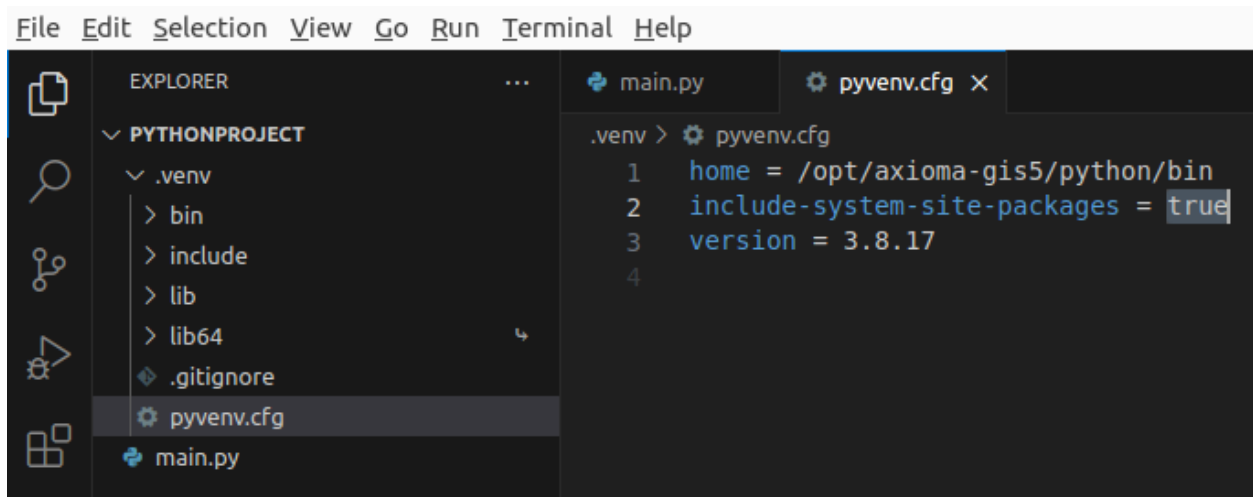 File Edit Selection View Go Run Terminal Help
EXPLORER
PYTHONPROJECT
.venv
bin
include
lib
lib64
.gitignore
pyvenv.cfg
main.py
main.py pyvenv.cfg
.venv > pyvenv.cfg
1 home = /opt/axioma-gis5/python/bin
2 include-system-site-packages = true
3 version = 3.8.17
4